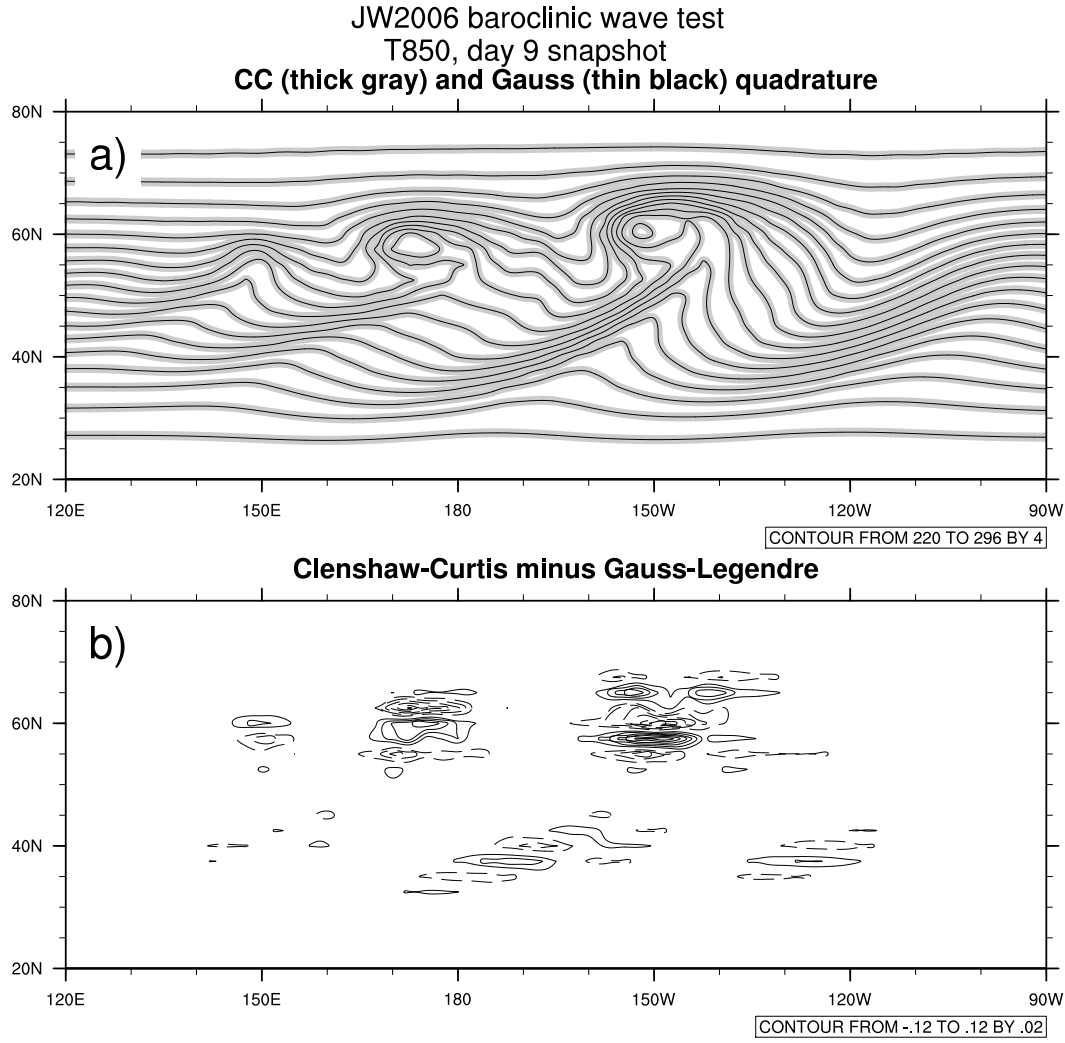 JW2006 baroclinic wave test
T850, day 9 snapshot
CC (thick gray) and Gauss (thin black) quadrature
80N
a)
60N
40N
20N
120E 150E 180 150W 120W 90W
CONTOUR FROM 220 TO 296 BY 4
Clenshaw-Curtis minus Gauss-Legendre
80N
b)
60N
40N
20N
120E 150E 180 150W 120W 90W
CONTOUR FROM -.12 TO .12 BY .02